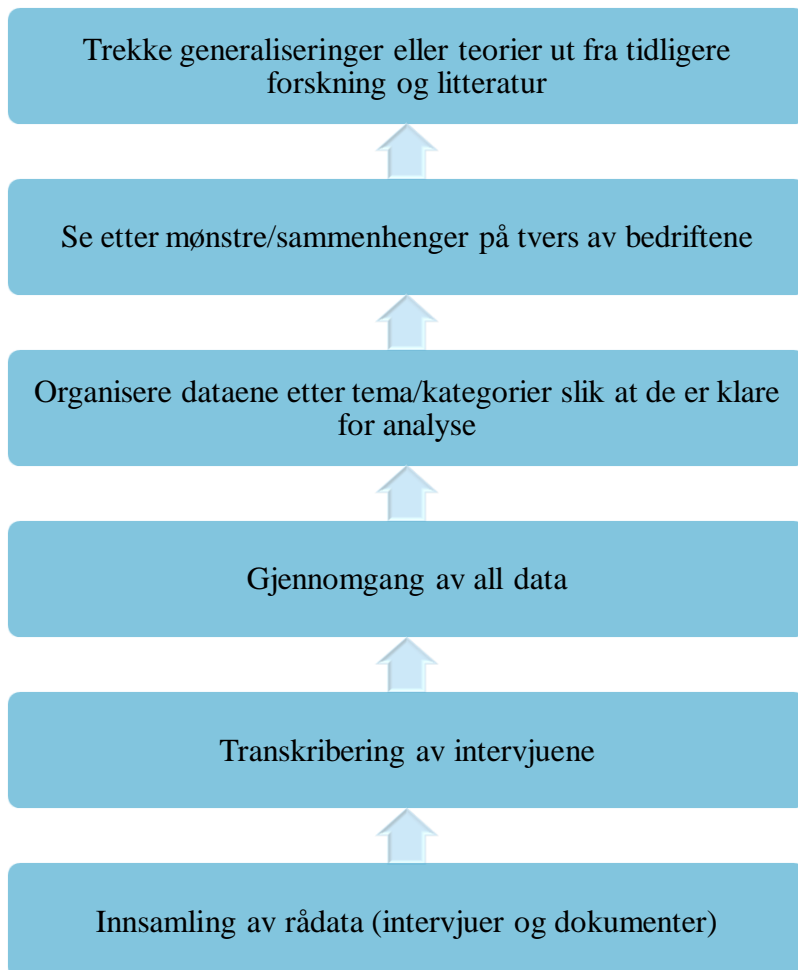 Trekke generaliseringer eller teorier ut fra tidligere
forskning og litteratur
Se etter mønstre/sammenhenger på tvers av bedriftene
Organisere dataene etter tema/kategorier slik at de er klare
for analyse
Gjennomgang av all data
Transkribering av intervjuene
Innsamling av rådata (intervjuer og dokumenter)